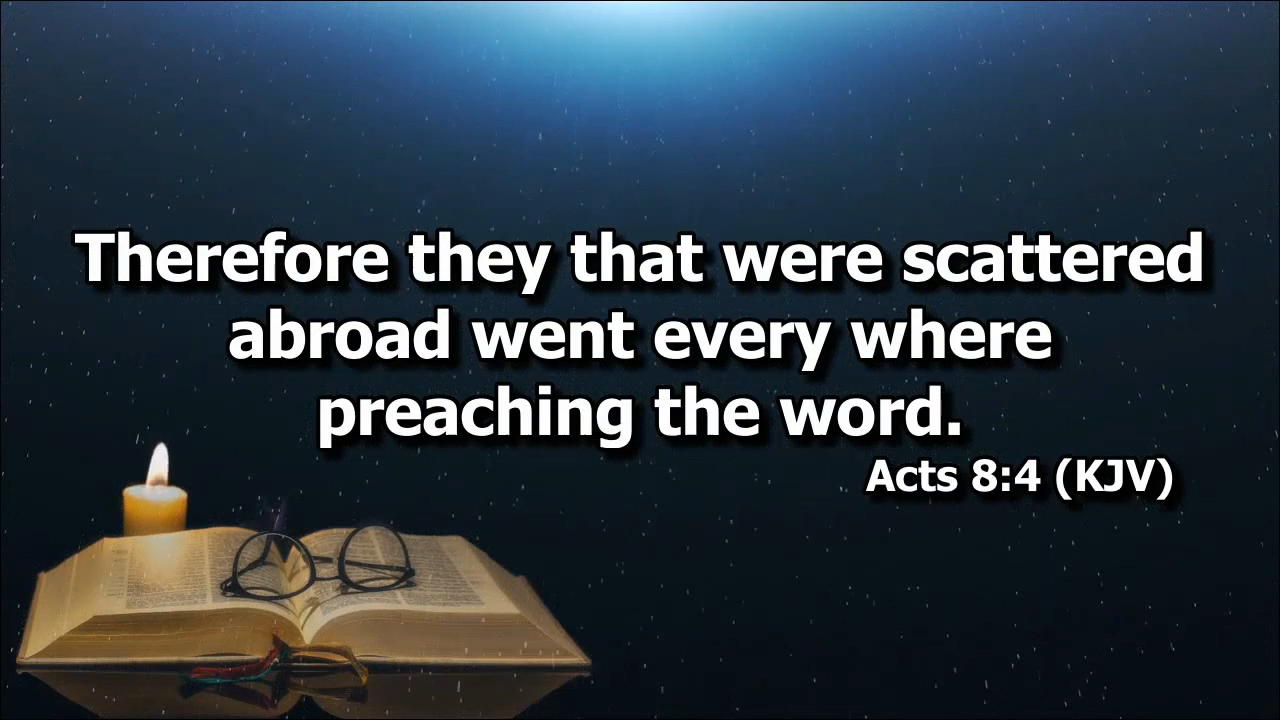 Therefore they that were scattered
abroad went every where
preaching the word.
Acts 8:4 (KJV)